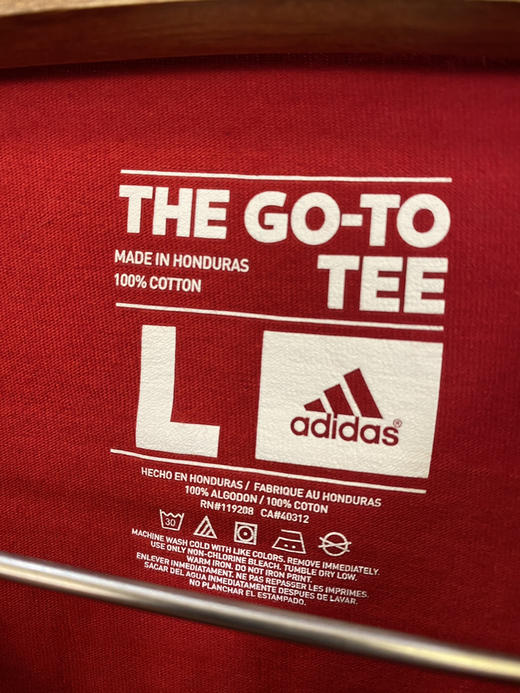 THE GO-TO
TEE
MADE IN HONDURAS
100% COTTON
L
adidas®
HECHO EN HONDURAS / FABRIQUE AU HONDURAS
100% ALGODON / 100% COTON
RN#119208 CA#40312
30
MACHINE WASH COLD WITH LIKE COLORS. REMOVE IMMEDIATELY.
USE ONLY NON-CHLORINE BLEACH. TUMBLE DRY LOW.
WARM IRON. DO NOT IRON PRINT.
ENLEVER IMMEDIATAMENT. NE PAS REPASSER LES IMPRIMES.
SACAR DEL AGUA INMEDIATAMENTE DESPUES DE LAVAR.
NO PLANCHAR EL ESTAMPADO.